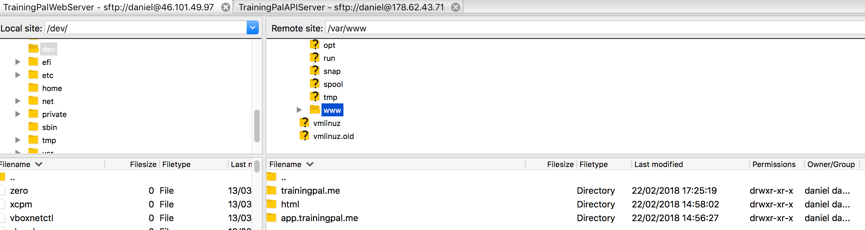 TrainingPalWebServer - sftp://daniel@46.101.49.97 TrainingPalAPIServer - sftp://daniel@178.62.43.71
Local site: /dev/ Remote site: /var/www
dev
efi
etc
home
net
private
sbin
tmp
opt
run
snap
spool
tmp
www
vmlinuz
vmlinuz.old
Filename Filesize Filetype Last m
..
zero 0 File 13/03
xcpm 0 File 13/03
vboxnetctl 0 File 13/03
Filename Filesize Filetype Last modified Permissions Owner/Group
..
trainingpal.me Directory 22/02/2018 17:25:19 drwxr-xr-x daniel da...
html Directory 22/02/2018 14:58:02 drwxr-xr-x daniel da...
app.trainingpal.me Directory 22/02/2018 14:56:27 drwxr-xr-x daniel da...